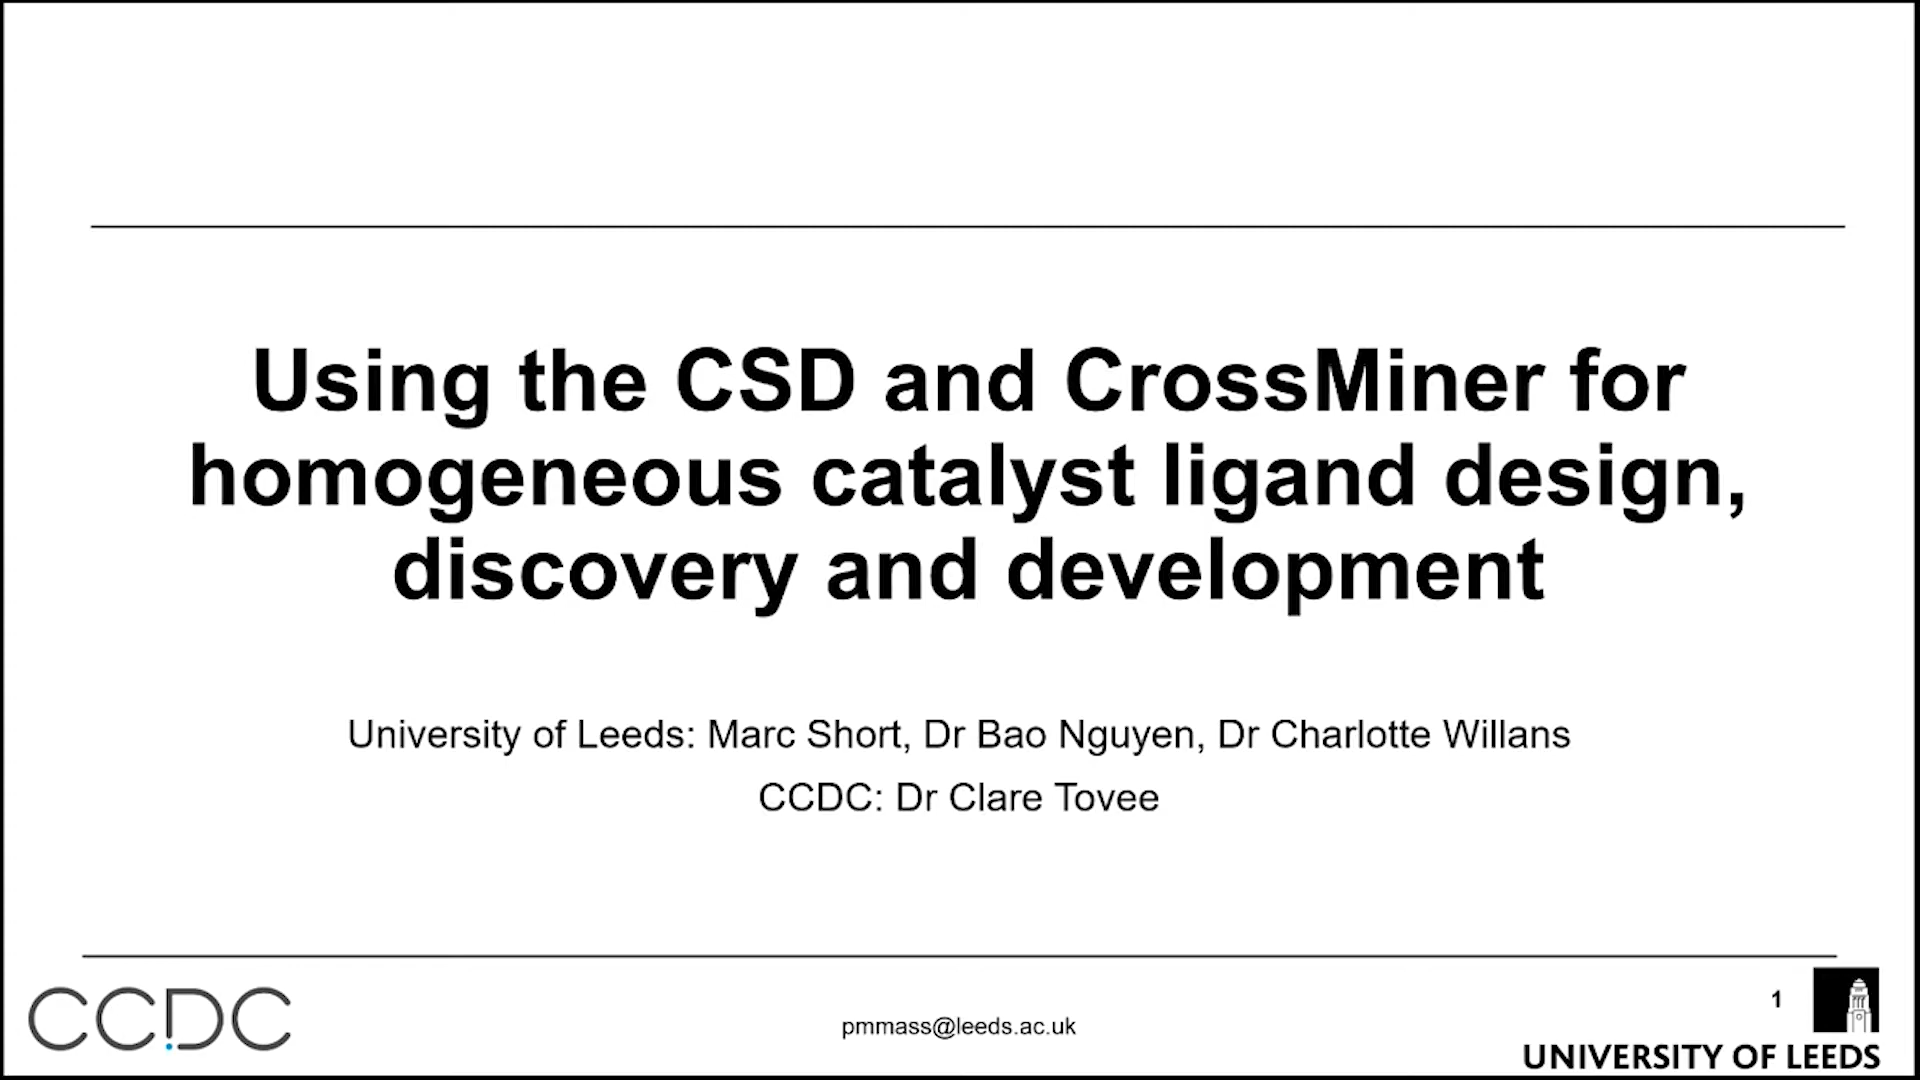 Using the CSD and CrossMiner for
homogeneous catalyst ligand design,
discovery and development
University of Leeds: Marc Short, Dr Bao Nguyen, Dr Charlotte Willans
CCDC: Dr Clare Tovee
CCDC
pmmass@leeds.ac.uk
1
UNIVERSITY OF LEEDS